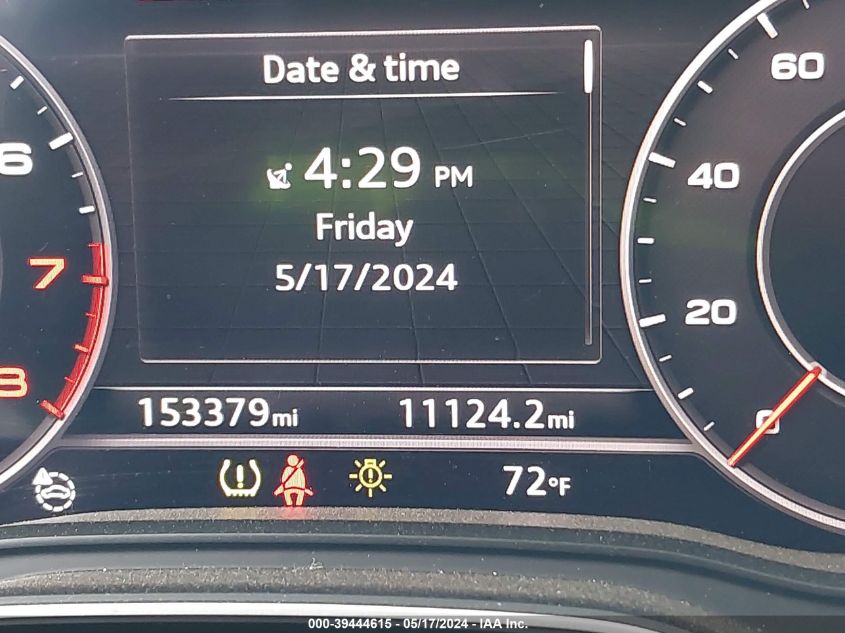 Date & time
4:29 PM
Friday
5/17/2024
6
7
8
60
40
20
0
153379mi
11124.2mi
72°F
000-39444615 - 05/17/2024 - IAA Inc.